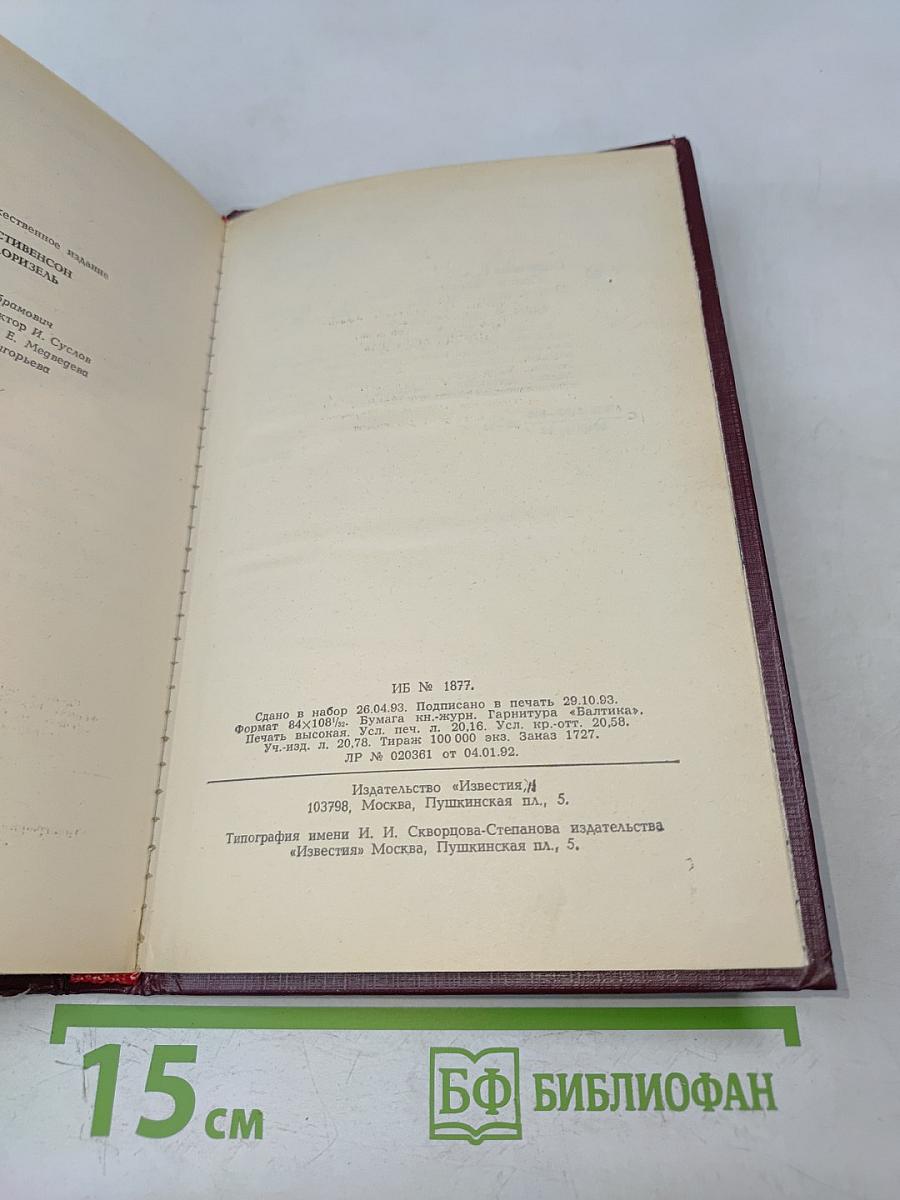 жественное издание
СТИВЕНСОН
ОРИЗЕЛЬ
брамович
ктор И. Суслов
Е. Медведева
игорьева
ИБ № 1877.
Сдано в набор 26.04.93. Подписано в печать 29.10.93.
Формат 84×108¹/₃₂. Бумага кн.-журн. Гарнитура «Балтика».
Печать высокая. Усл. печ. л. 20,16. Усл. кр.-отт. 20,58.
Уч.-изд. л. 20,78. Тираж 100 000 экз. Заказ 1727.
ЛР № 020361 от 04.01.92.
Издательство «Известия»
103798, Москва, Пушкинская пл., 5.
Типография имени И. И. Скворцова-Степанова издательства
«Известия» Москва, Пушкинская пл., 5.
15 см
БФ БИБЛИОФАН